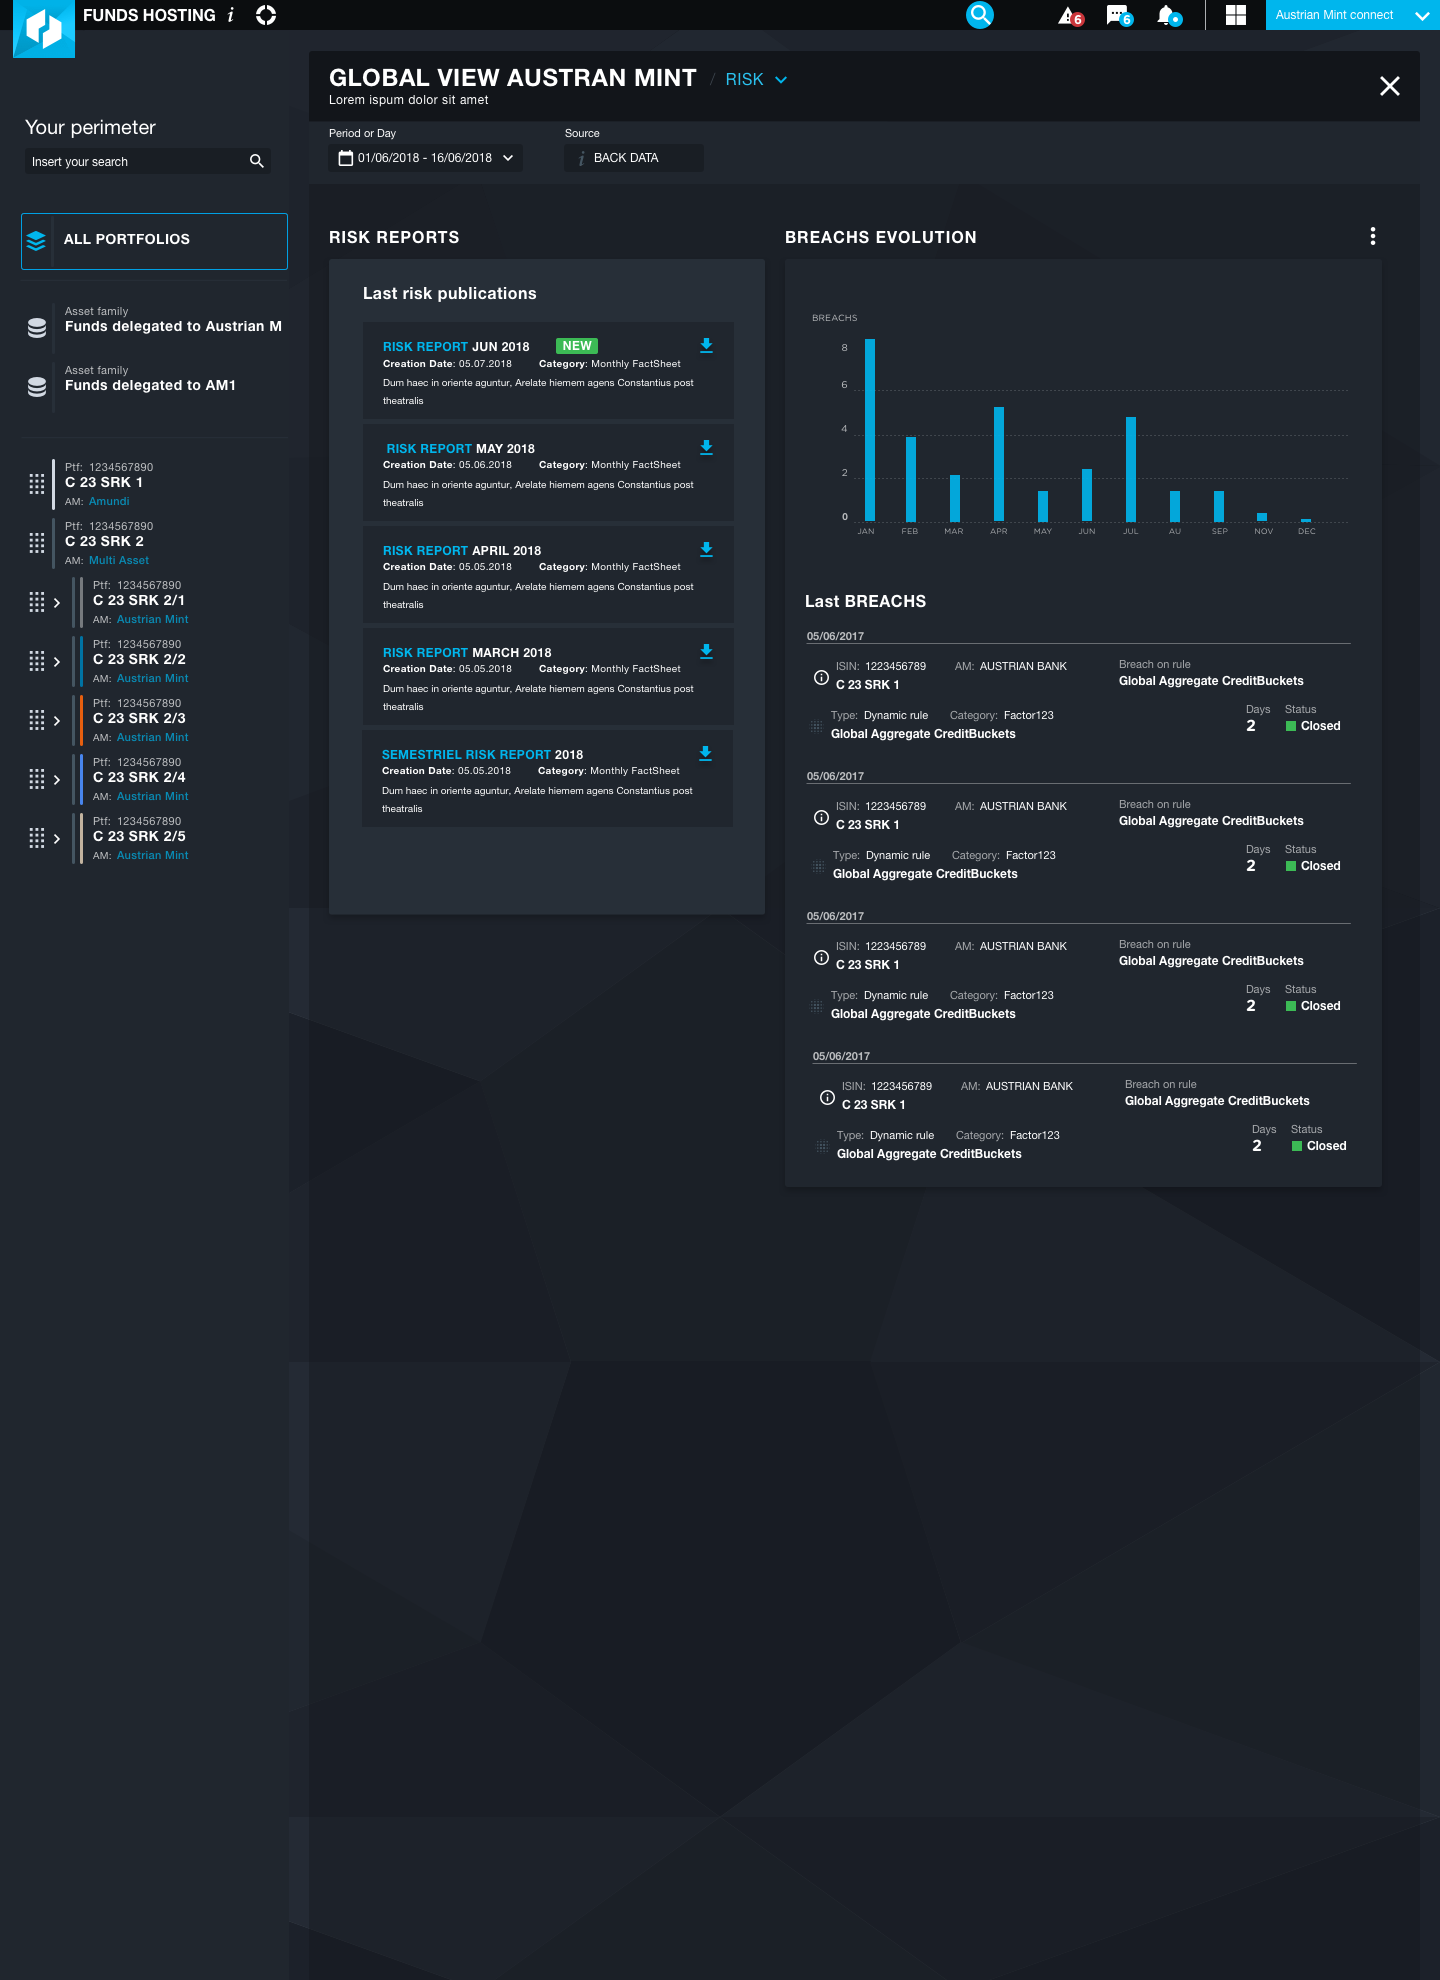 FUNDS HOSTING i
6
6
Austrian Mint connect
Your perimeter
Insert your search
ALL PORTFOLIOS
Asset family
Funds delegated to Austrian M
Asset family
Funds delegated to AM1
Ptf: 1234567890
C 23 SRK 1
AM: Amundi
Ptf: 1234567890
C 23 SRK 2
AM: Multi Asset
Ptf: 1234567890
C 23 SRK 2/1
AM: Austrian Mint
Ptf: 1234567890
C 23 SRK 2/2
AM: Austrian Mint
Ptf: 1234567890
C 23 SRK 2/3
AM: Austrian Mint
Ptf: 1234567890
C 23 SRK 2/4
AM: Austrian Mint
Ptf: 1234567890
C 23 SRK 2/5
AM: Austrian Mint
GLOBAL VIEW AUSTRAN MINT / RISK
Lorem ispum dolor sit amet
Period or Day
01/06/2018 - 16/06/2018
Source
i BACK DATA
RISK REPORTS
Last risk publications
RISK REPORT JUN 2018 NEW
Creation Date: 05.07.2018 Category: Monthly FactSheet
Dum haec in oriente aguntur, Arelate hiemem agens Constantius post
theatralis
RISK REPORT MAY 2018
Creation Date: 05.06.2018 Category: Monthly FactSheet
Dum haec in oriente aguntur, Arelate hiemem agens Constantius post
theatralis
RISK REPORT APRIL 2018
Creation Date: 05.05.2018 Category: Monthly FactSheet
Dum haec in oriente aguntur, Arelate hiemem agens Constantius post
theatralis
RISK REPORT MARCH 2018
Creation Date: 05.05.2018 Category: Monthly FactSheet
Dum haec in oriente aguntur, Arelate hiemem agens Constantius post
theatralis
SEMESTRIEL RISK REPORT 2018
Creation Date: 05.05.2018 Category: Monthly FactSheet
Dum haec in oriente aguntur, Arelate hiemem agens Constantius post
theatralis
BREACHS EVOLUTION
BREACHS
8
6
4
2
0
JAN FEB MAR APR MAY JUN JUL AU SEP NOV DEC
Last BREACHS
05/06/2017
ISIN: 1223456789 AM: AUSTRIAN BANK Breach on rule
C 23 SRK 1 Global Aggregate CreditBuckets
Type: Dynamic rule Category: Factor123 Days Status
Global Aggregate CreditBuckets 2 Closed
05/06/2017
ISIN: 1223456789 AM: AUSTRIAN BANK Breach on rule
C 23 SRK 1 Global Aggregate CreditBuckets
Type: Dynamic rule Category: Factor123 Days Status
Global Aggregate CreditBuckets 2 Closed
05/06/2017
ISIN: 1223456789 AM: AUSTRIAN BANK Breach on rule
C 23 SRK 1 Global Aggregate CreditBuckets
Type: Dynamic rule Category: Factor123 Days Status
Global Aggregate CreditBuckets 2 Closed
05/06/2017
ISIN: 1223456789 AM: AUSTRIAN BANK Breach on rule
C 23 SRK 1 Global Aggregate CreditBuckets
Type: Dynamic rule Category: Factor123 Days Status
Global Aggregate CreditBuckets 2 Closed